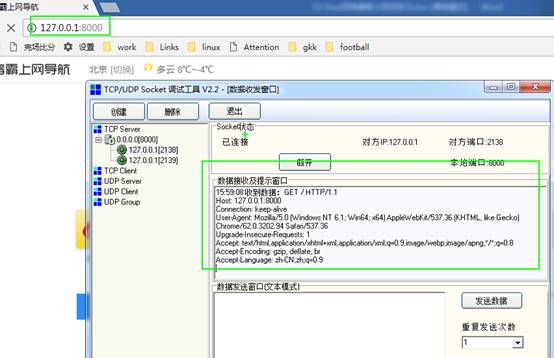 上网导航
127.0.0.1:8000
充场比分 设置 work Links linux Attention gkk football
上网导航 北京 [切换] 多云 8℃~-4℃
TCP/UDP Socket 调试工具 V2.2 - [数据收发窗口]
创建 删除 退出
TCP Server
0.0.0.0[8000]
127.0.0.1[2138]
127.0.0.1[2139]
TCP Client
UDP Server
UDP Client
UDP Group
Socket状态
已连接 对方IP:127.0.0.1 对方端口:2138
断开 本地端口:8000
数据接收及提示窗口
15:59:08 收到数据：GET / HTTP/1.1
Host: 127.0.0.1:8000
Connection: keep-alive
User-Agent: Mozilla/5.0 (Windows NT 6.1; Win64; x64) AppleWebKit/537.36 (KHTML, like Gecko)
Chrome/62.0.3202.94 Safari/537.36
Upgrade-Insecure-Requests: 1
Accept: text/html,application/xhtml+xml,application/xml;q=0.9,image/webp,image/apng,*/*;q=0.8
Accept-Encoding: gzip, deflate, br
Accept-Language: zh-CN,zh;q=0.9
数据发送窗口(文本模式)
发送数据
重复发送次数
1